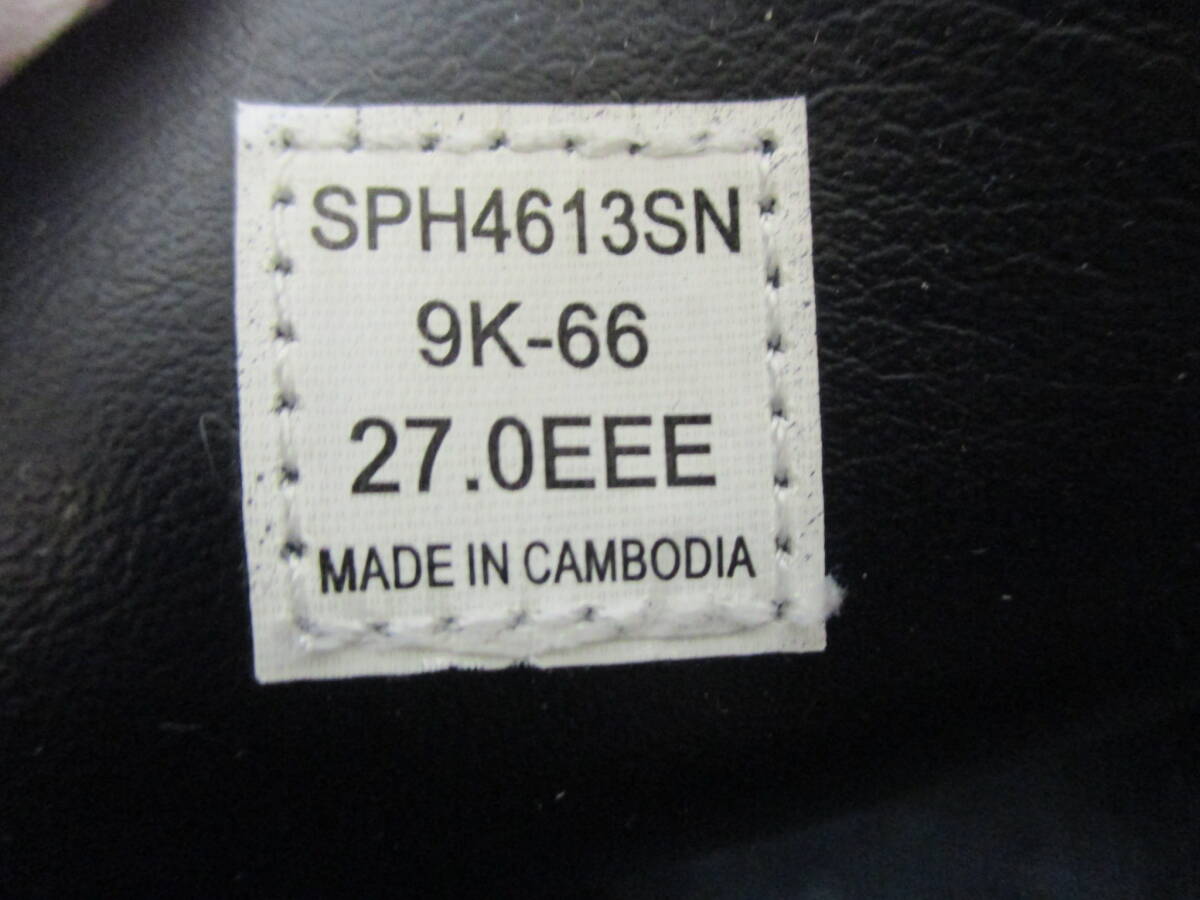 SPH4613SN
9K-66
27.0EEE
MADE IN CAMBODIA